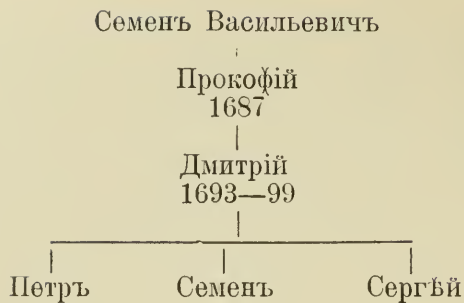 Семенъ Васильевичъ
Прокофій
1687
Дмитрій
1693—99
Петръ Семенъ Сергѣй